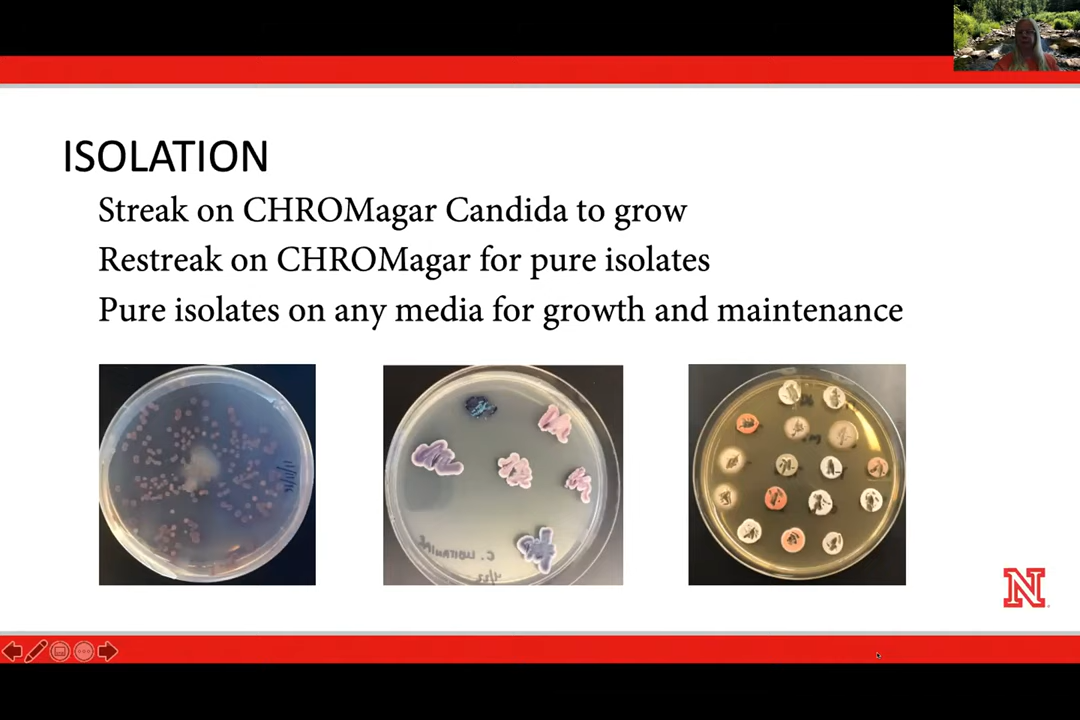 ISOLATION
Streak on CHROMagar Candida to grow
Restreak on CHROMagar for pure isolates
Pure isolates on any media for growth and maintenance
N